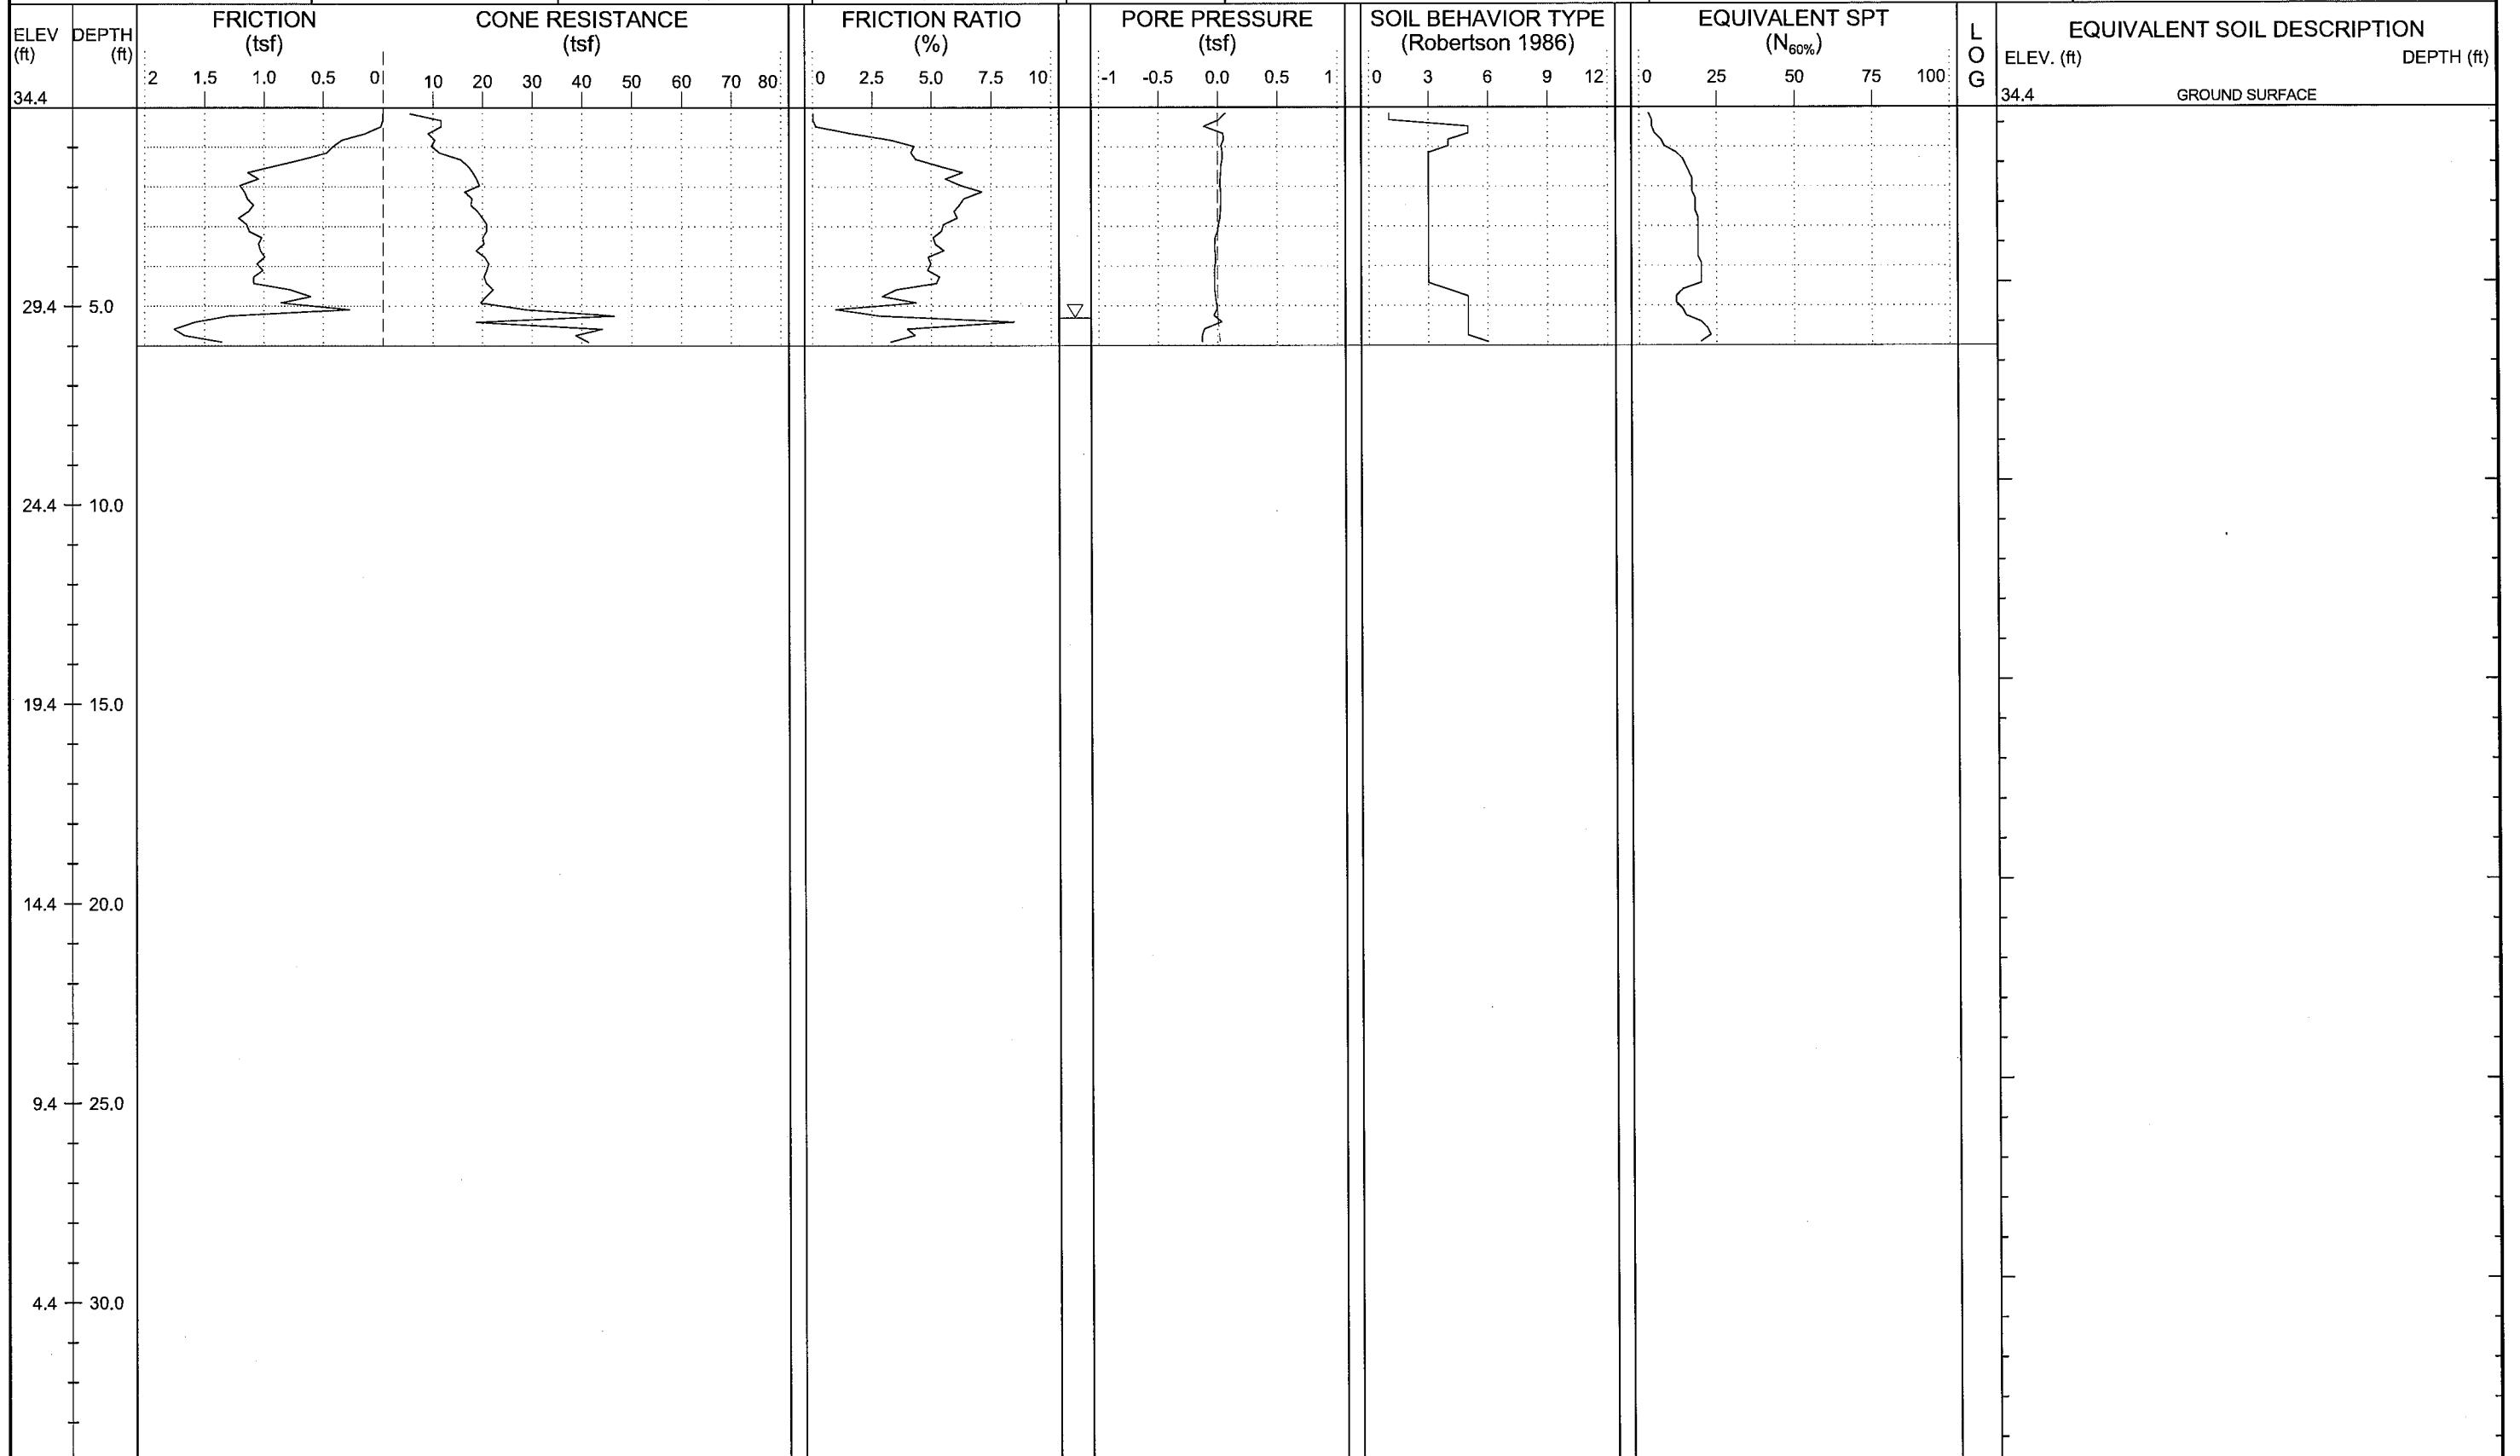 ELEV
(ft)
DEPTH
(ft)
FRICTION
(tsf)
CONE RESISTANCE
(tsf)
FRICTION RATIO
(%)
PORE PRESSURE
(tsf)
SOIL BEHAVIOR TYPE
(Robertson 1986)
EQUIVALENT SPT
(N60%)
L
O
G
EQUIVALENT SOIL DESCRIPTION
ELEV. (ft) DEPTH (ft)
2 1.5 1.0 0.5 0 10 20 30 40 50 60 70 80
0 2.5 5.0 7.5 10
-1 -0.5 0.0 0.5 1
0 3 6 9 12
0 25 50 75 100
34.4
34.4 GROUND SURFACE
29.4 5.0
24.4 10.0
19.4 15.0
14.4 20.0
9.4 25.0
4.4 30.0